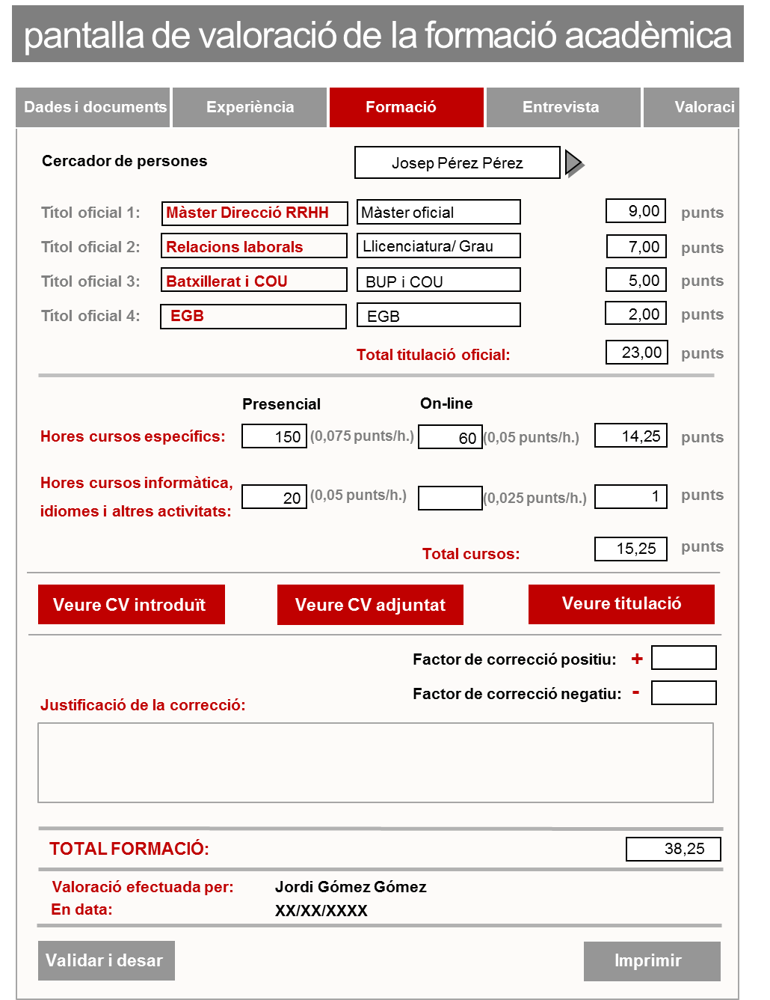 pantalla de valoració de la formació acadèmica
Dades i documents Experiència Formació Entrevista Valoraci
Cercador de persones Josep Pérez Pérez
Títol oficial 1: Màster Direcció RRHH Màster oficial 9,00 punts
Títol oficial 2: Relacions laborals Llicenciatura/ Grau 7,00 punts
Títol oficial 3: Batxillerat i COU BUP i COU 5,00 punts
Títol oficial 4: EGB EGB 2,00 punts
Total titulació oficial: 23,00 punts
Presencial On-line
Hores cursos específics: 150 (0,075 punts/h.) 60 (0,05 punts/h.) 14,25 punts
Hores cursos informàtica,
idiomes i altres activitats: 20 (0,05 punts/h.) (0,025 punts/h.) 1 punts
Total cursos: 15,25 punts
Veure CV introduït Veure CV adjuntat Veure titulació
Factor de correcció positiu: +
Factor de correcció negatiu: -
Justificació de la correcció:
TOTAL FORMACIÓ: 38,25
Valoració efectuada per: Jordi Gómez Gómez
En data: XX/XX/XXXX
Validar i desar Imprimir